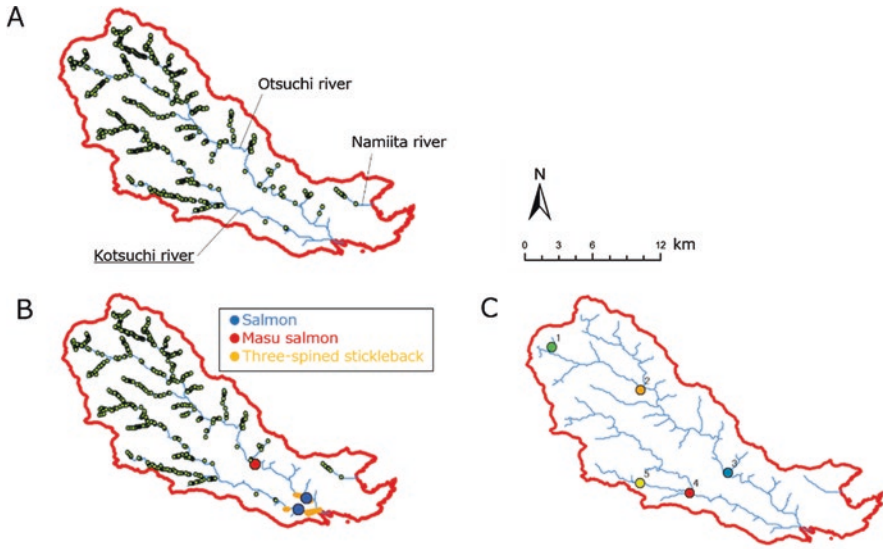 A
Otsuchi river
Namiita river
Kotsuchi river
N
0 3 6 12 km
B
Salmon
Masu salmon
Three-spined stickleback
C
1
2
3
4
5